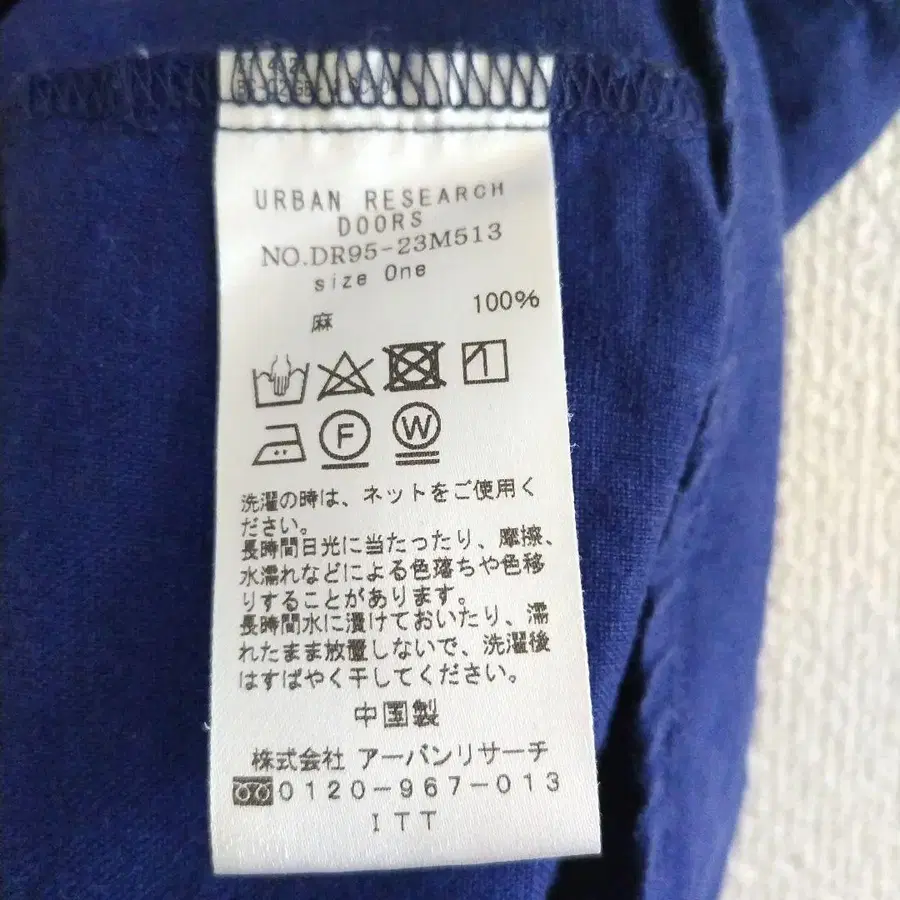 URBAN RESEARCH
DOORS
NO.DR95-23M513
size One
麻 100%
F W
洗濯の時は、ネットをご使用く
ださい。
長時間日光に当たったり、摩擦、
水濡れなどによる色落ちや色移
りすることがあります。
長時間水に漬けておいたり、濡
れたまま放置しないで、洗濯後
はすばやく干してください。
中国製
株式会社 アーバンリサーチ
0120-967-013
ITT